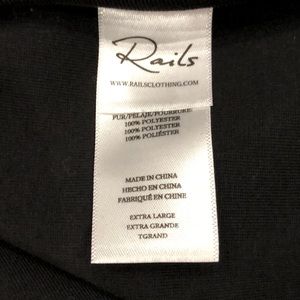 Rails
WWW.RAILSCLOTHING.COM
FUR/PELAJE/FOURRURE:
100% POLYESTER
100% POLYESTER
100% POLIÉSTER
MADE IN CHINA
HECHO EN CHINA
FABRIQUÉ EN CHINE
EXTRA LARGE
EXTRA GRANDE
TGRAND